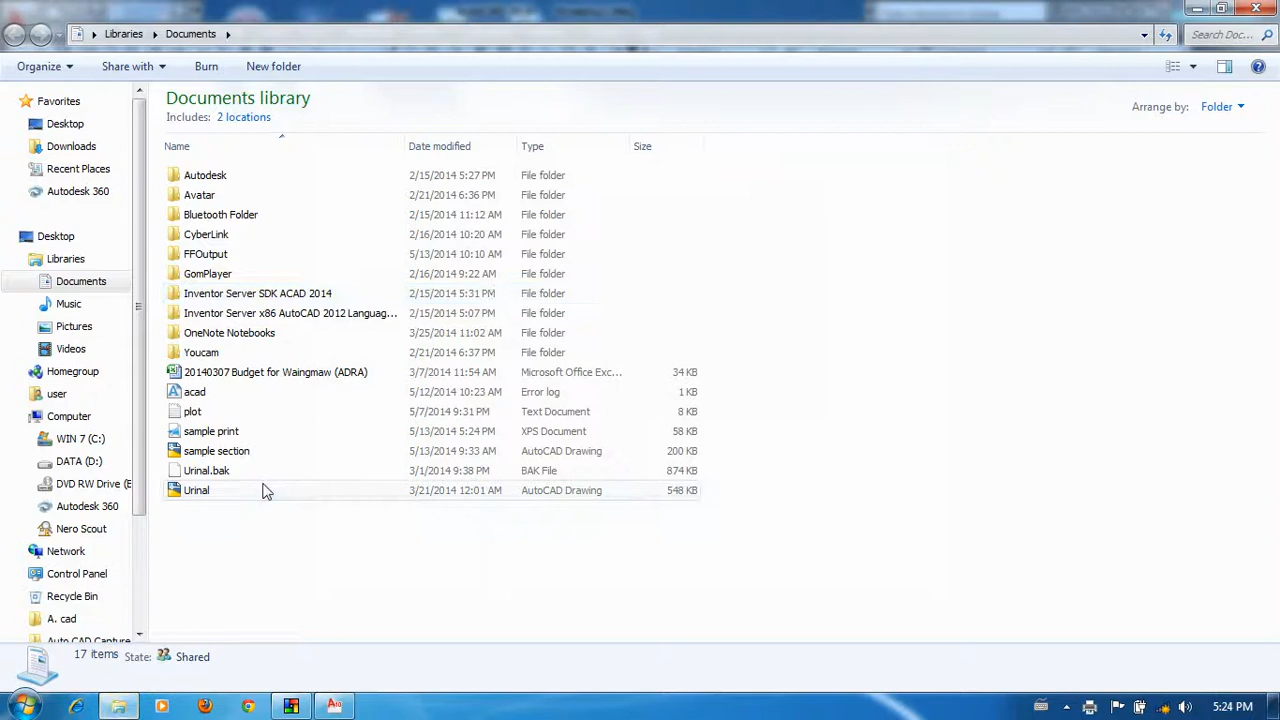 Libraries Documents
Search Doc...
Organize Share with Burn New folder
Favorites
Desktop
Downloads
Recent Places
Autodesk 360
Desktop
Libraries
Documents
Music
Pictures
Videos
Homegroup
user
Computer
WIN 7 (C:)
DATA (D:)
DVD RW Drive (E
Autodesk 360
Nero Scout
Network
Control Panel
Recycle Bin
A. cad
Auto CAD Capture
Documents library
Includes: 2 locations
Arrange by: Folder
Name Date modified Type Size
Autodesk 2/15/2014 5:27 PM File folder
Avatar 2/21/2014 6:36 PM File folder
Bluetooth Folder 2/15/2014 11:12 AM File folder
CyberLink 2/16/2014 10:20 AM File folder
FFOutput 5/13/2014 10:10 AM File folder
GomPlayer 2/16/2014 9:22 AM File folder
Inventor Server SDK ACAD 2014 2/15/2014 5:31 PM File folder
Inventor Server x86 AutoCAD 2012 Languag... 2/15/2014 5:07 PM File folder
OneNote Notebooks 3/25/2014 11:02 AM File folder
Youcam 2/21/2014 6:37 PM File folder
20140307 Budget for Waingmaw (ADRA) 3/7/2014 11:54 AM Microsoft Office Exc... 34 KB
acad 5/12/2014 10:23 AM Error log 1 KB
plot 5/7/2014 9:31 PM Text Document 8 KB
sample print 5/13/2014 5:24 PM XPS Document 58 KB
sample section 5/13/2014 9:33 AM AutoCAD Drawing 200 KB
Urinal.bak 3/1/2014 9:38 PM BAK File 874 KB
Urinal 3/21/2014 12:01 AM AutoCAD Drawing 548 KB
17 items State: Shared
5:24 PM